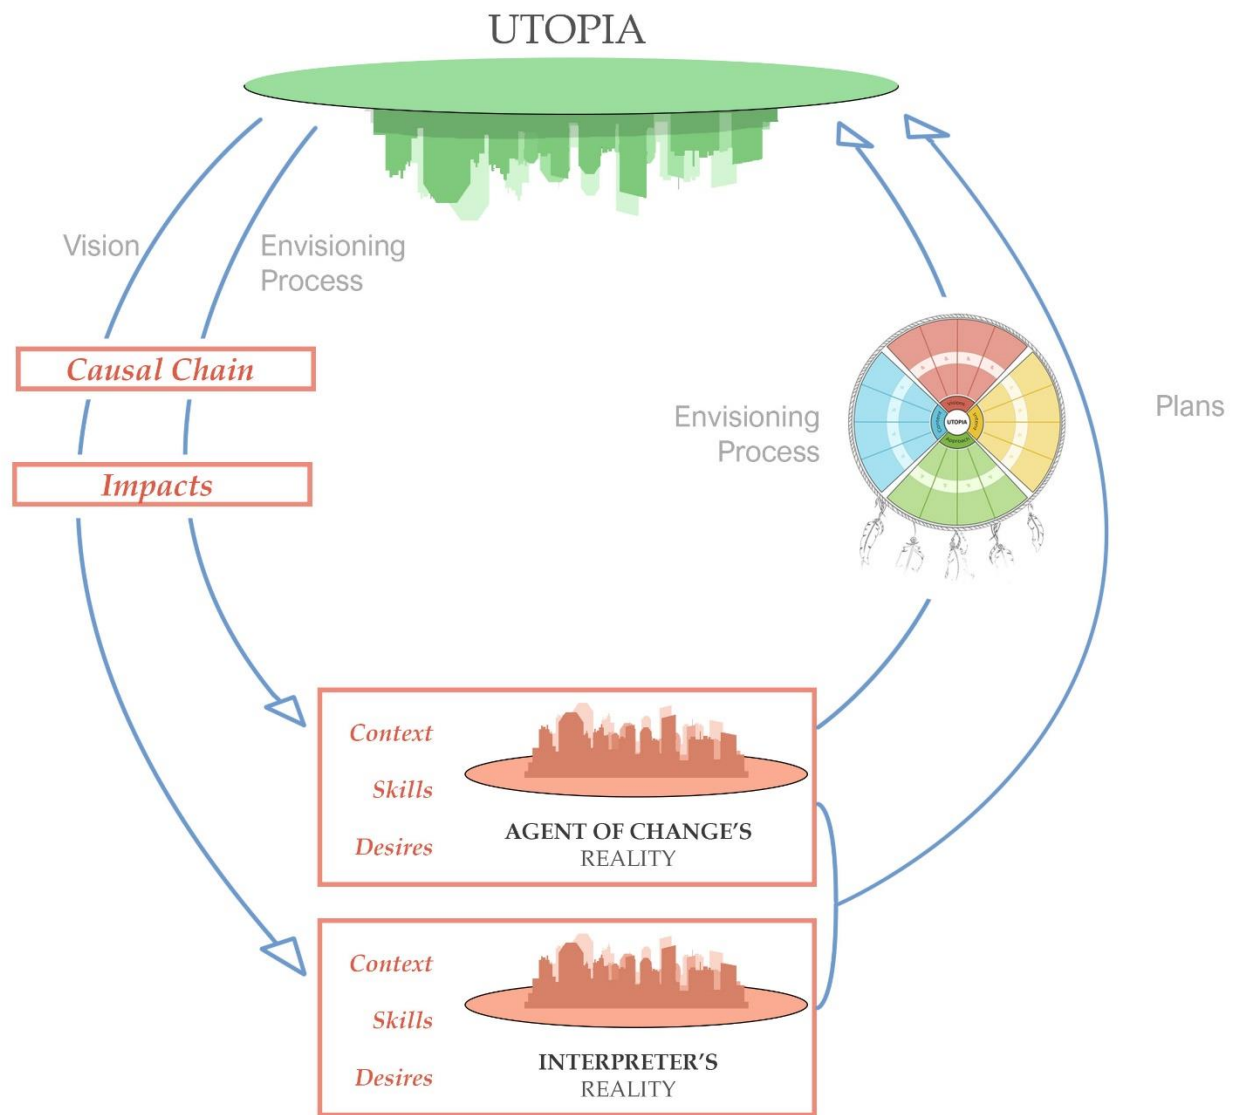 UTOPIA
Vision
Envisioning
Process
Causal Chain
Impacts
Envisioning
Process
UTOPIA
Plans
Context
Skills
Desires
AGENT OF CHANGE'S
REALITY
Context
Skills
Desires
INTERPRETER'S
REALITY